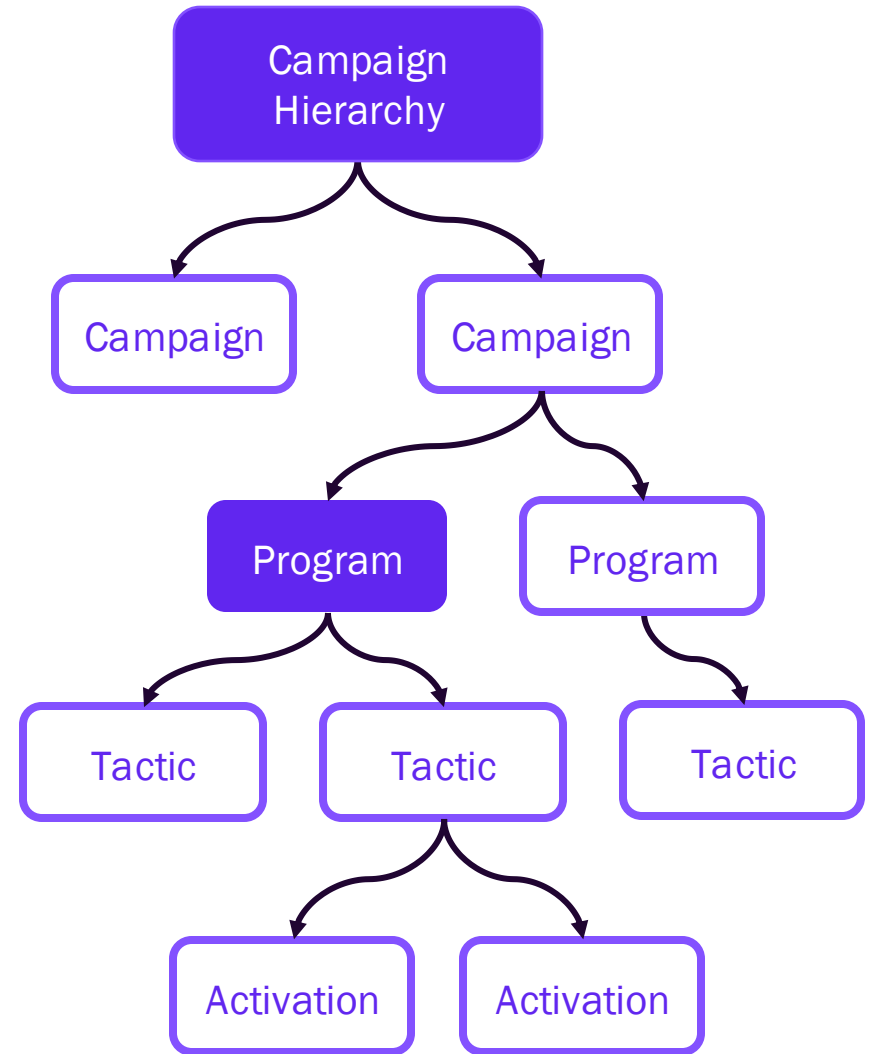 Campaign
Hierarchy
Campaign
Campaign
Program
Program
Tactic
Tactic
Tactic
Activation
Activation